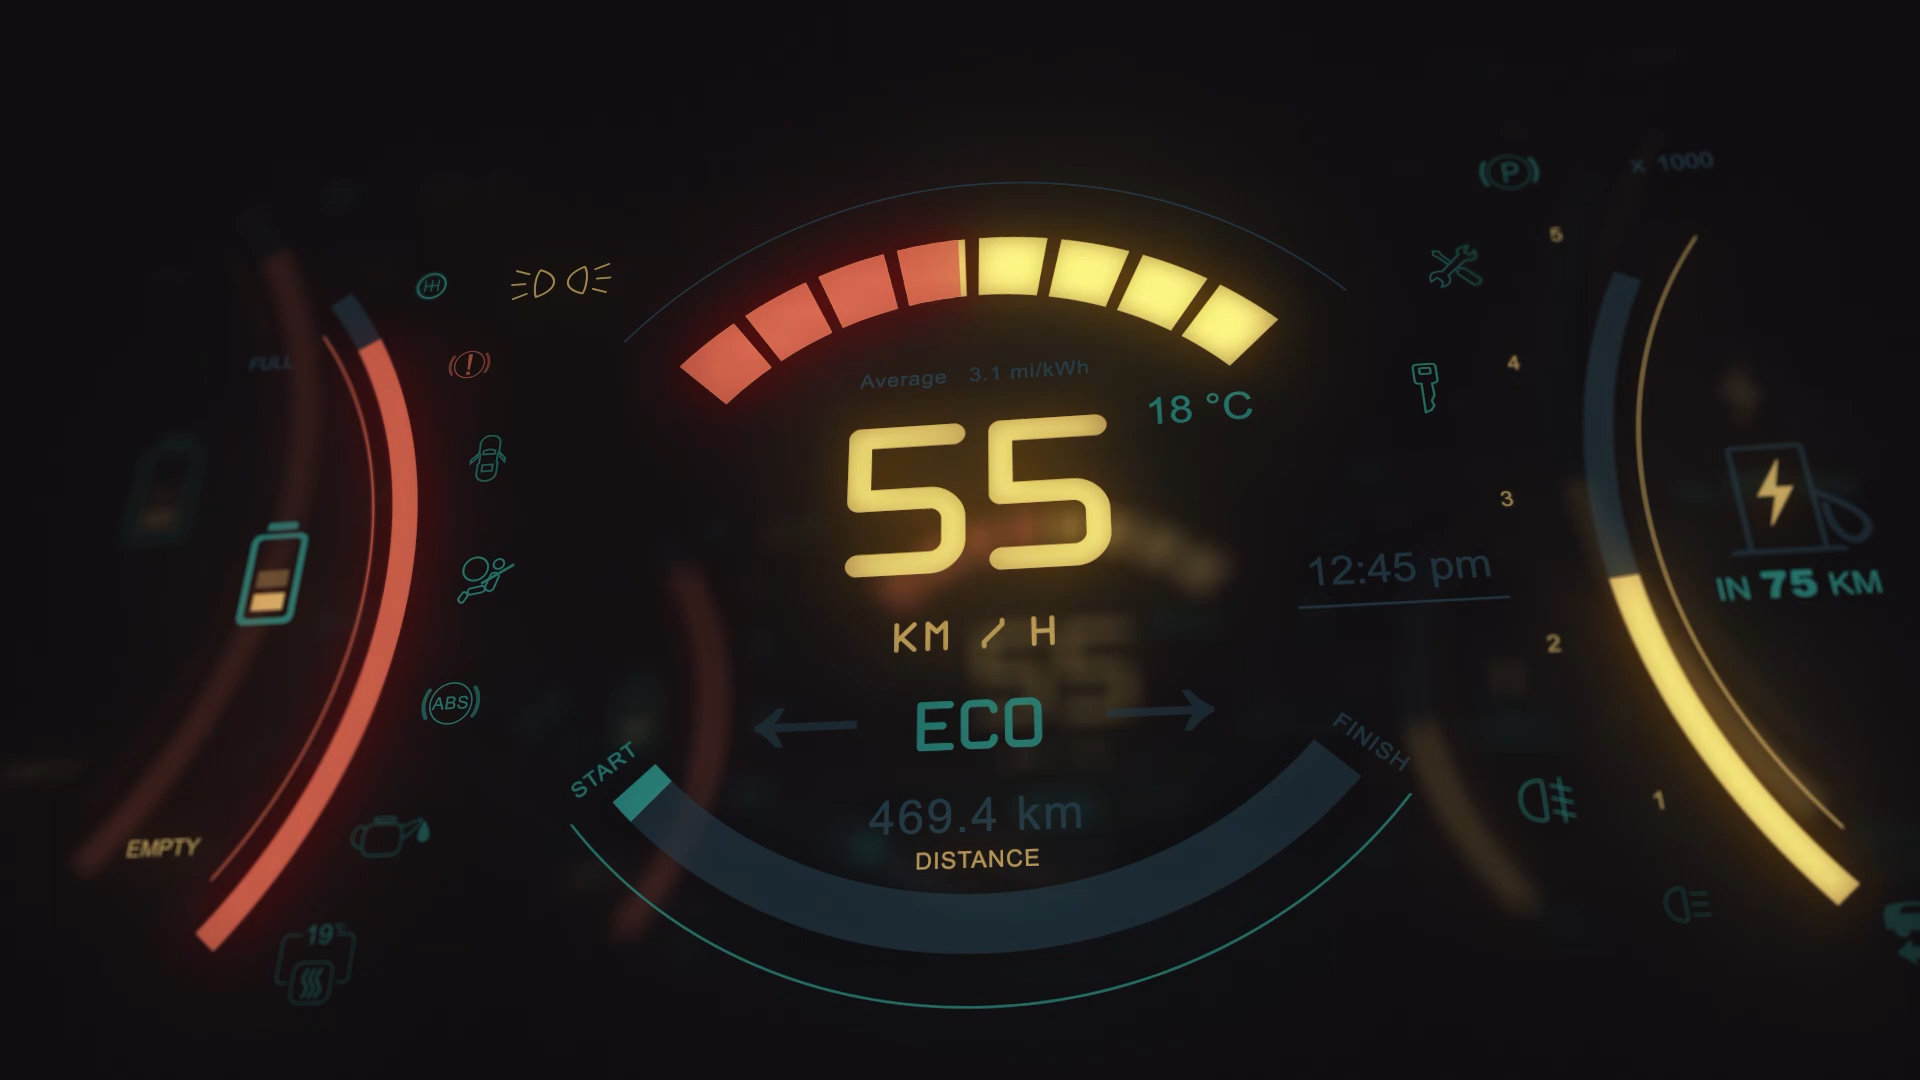 P
× 1000
5
FULL
!
4
Average 3.1 mi/kWh
18 °C
55
3
12:45 pm
IN 75 KM
KM / H
2
ABS
ECO
START
FINISH
469.4 km
1
EMPTY
DISTANCE
19°